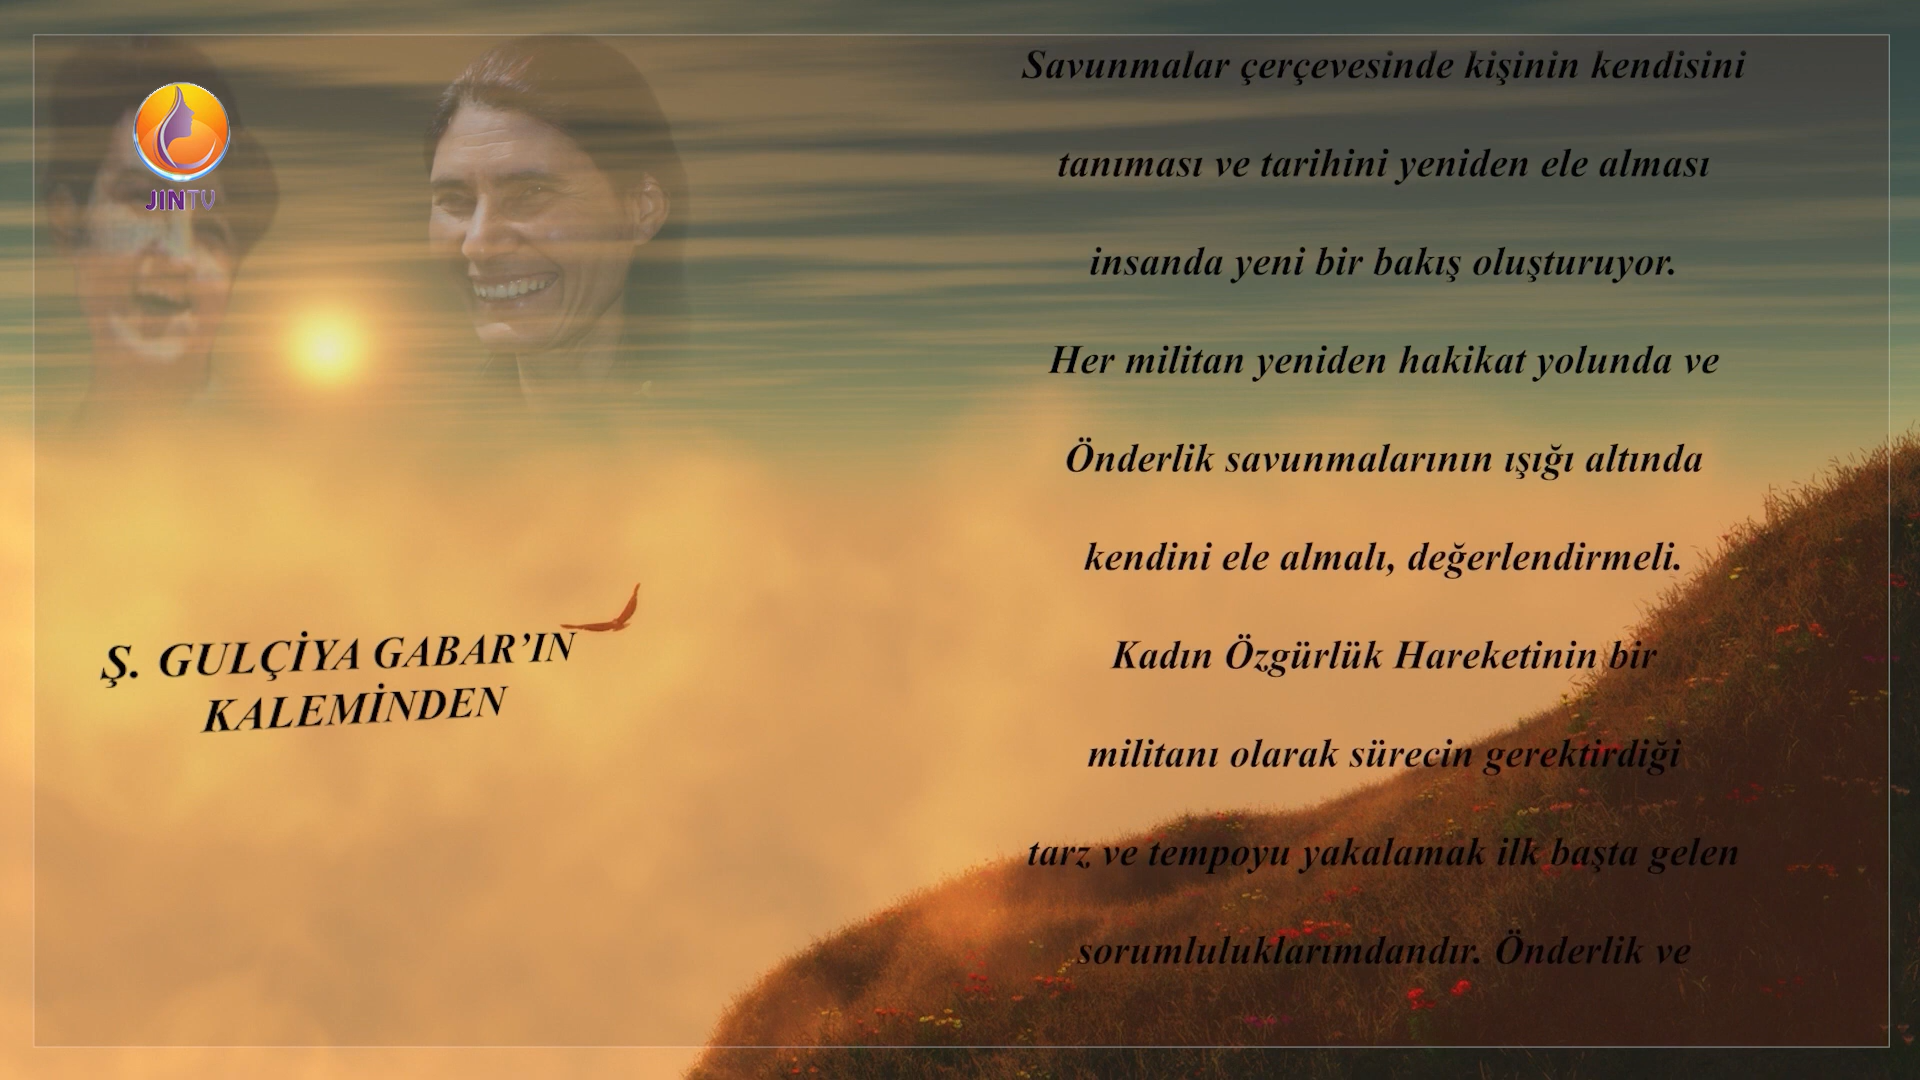 JINTV
Ş. GULÇİYA GABAR’IN
KALEMİNDEN
Savunmalar çerçevesinde kişinin kendisini
tanıması ve tarihini yeniden ele alması
insanda yeni bir bakış oluşturuyor.
Her militan yeniden hakikat yolunda ve
Önderlik savunmalarının ışığı altında
kendini ele almalı, değerlendirmeli.
Kadın Özgürlük Hareketinin bir
militanı olarak sürecin gerektirdiği
tarz ve tempoyu yakalamak ilk başta gelen
sorumluluklarımdandır. Önderlik ve